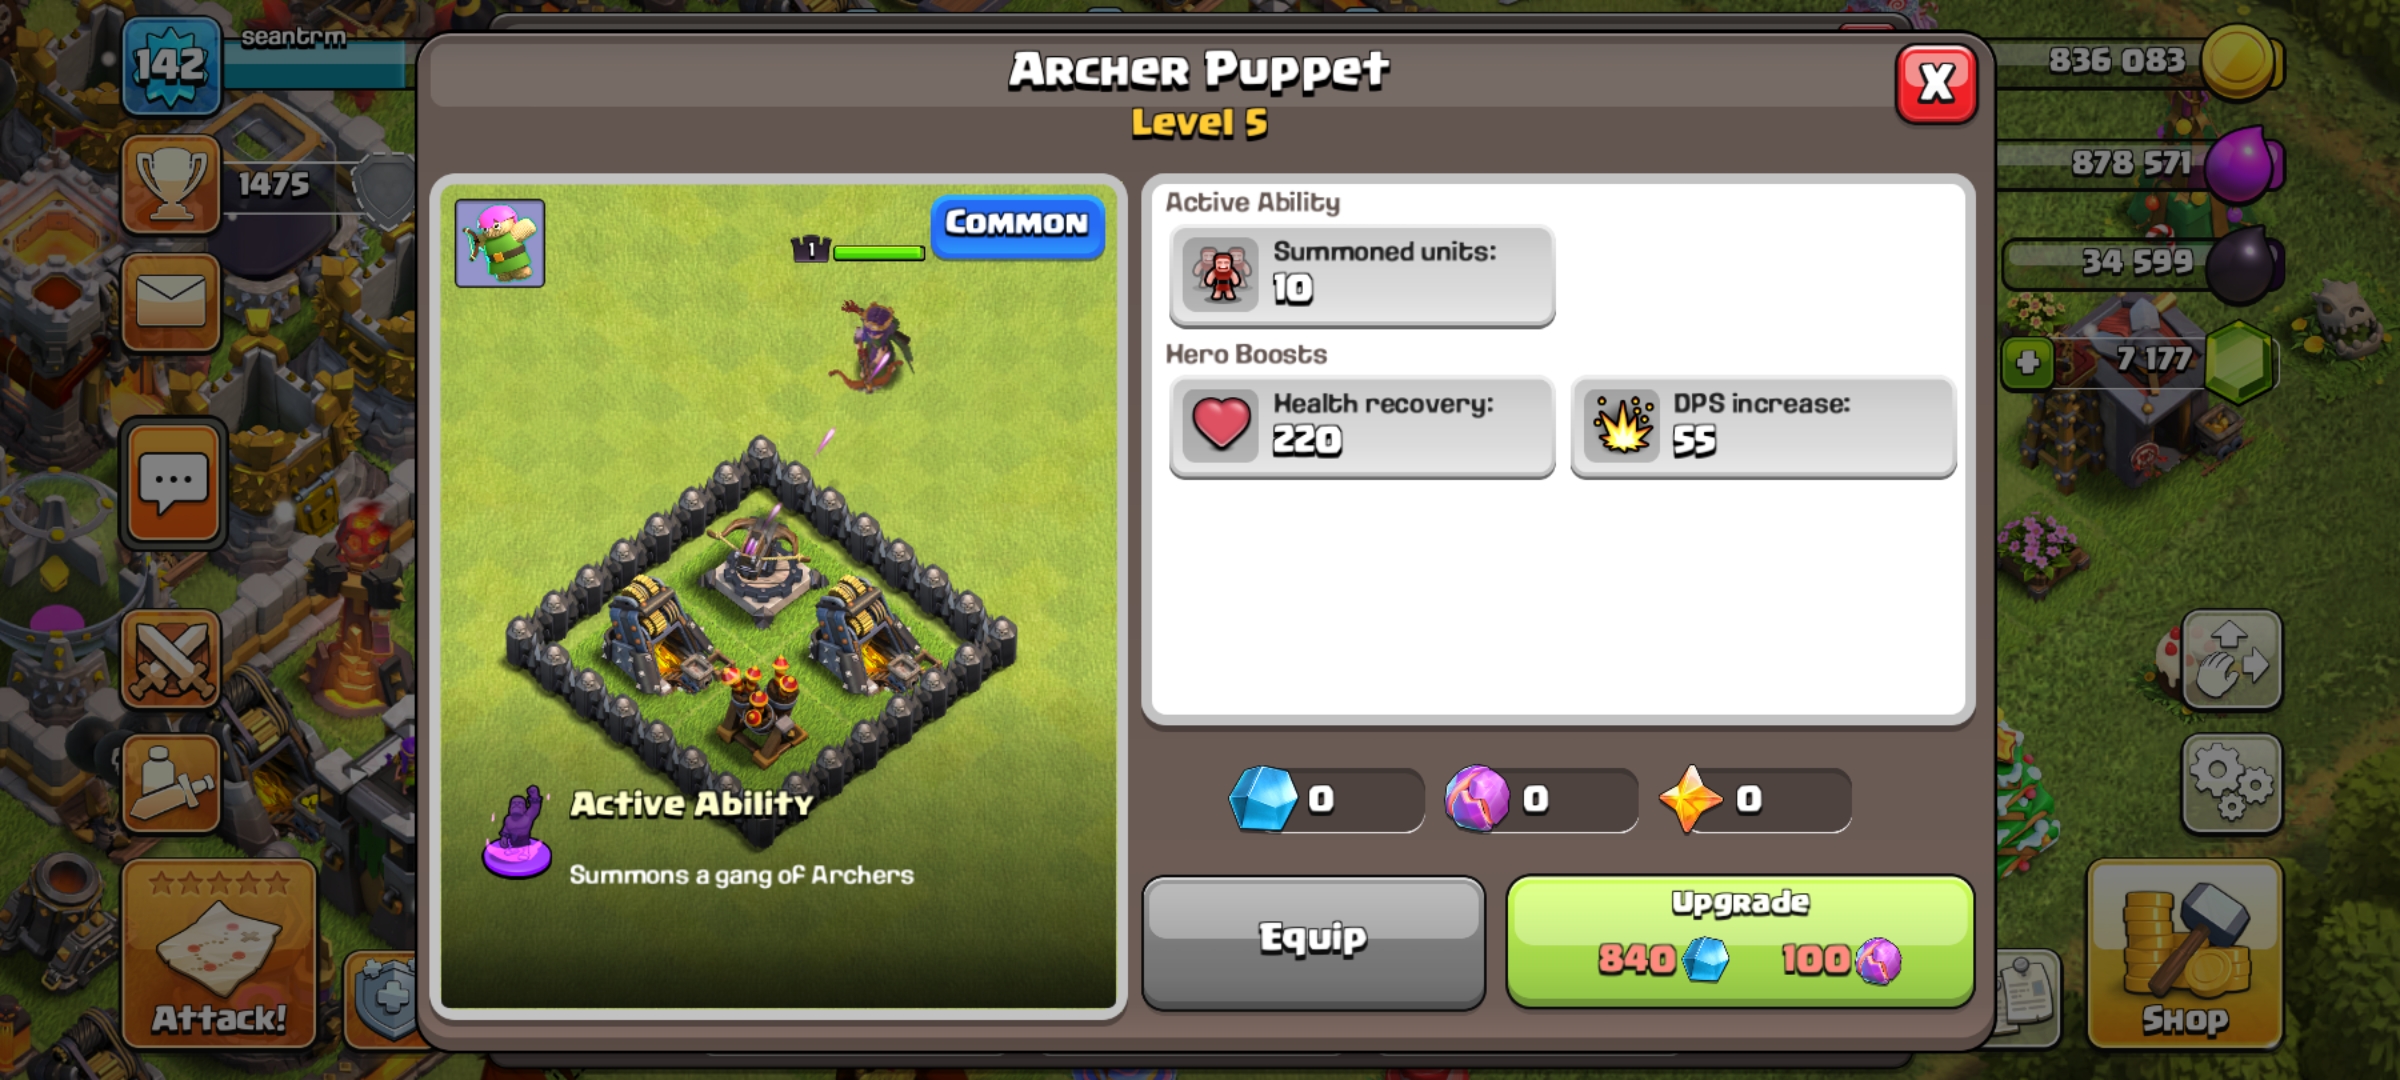 Archer Puppet
Level 5
142
seantrm
1475
Attack!
1
Common
Active Ability
Summons a gang of Archers
Active Ability
Summoned units:
10
Hero Boosts
Health recovery:
220
DPS increase:
55
0
0
0
Equip
Upgrade
840
100
X
836 083
878 571
34 599
7 177
Shop